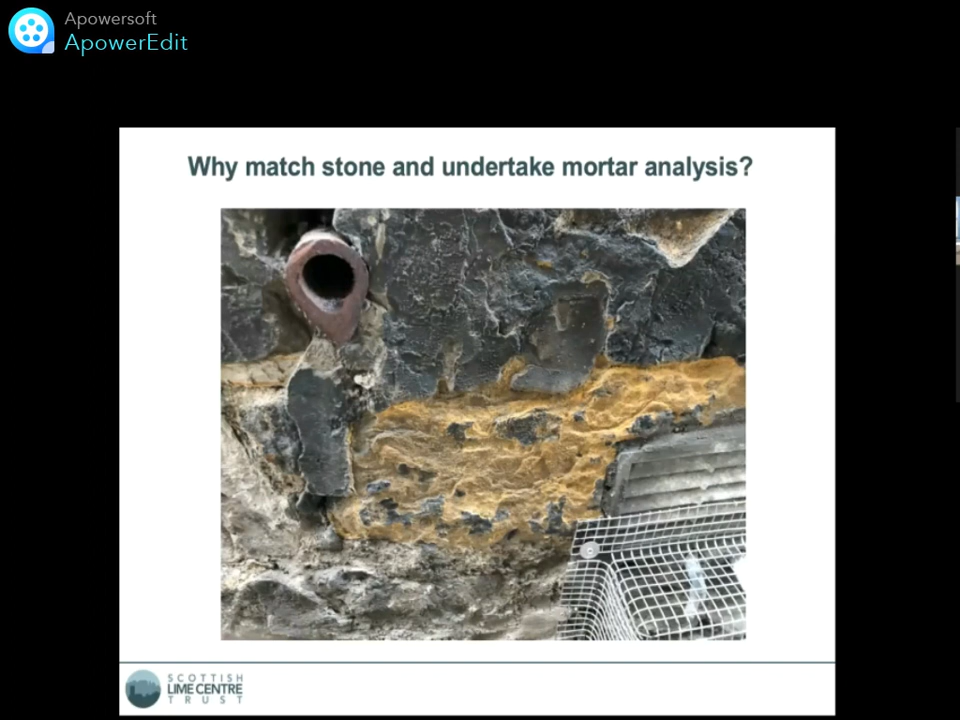 Apowersoft
ApowerEdit
Why match stone and undertake mortar analysis?
SCOTTISH
LIME CENTRE
TRUST